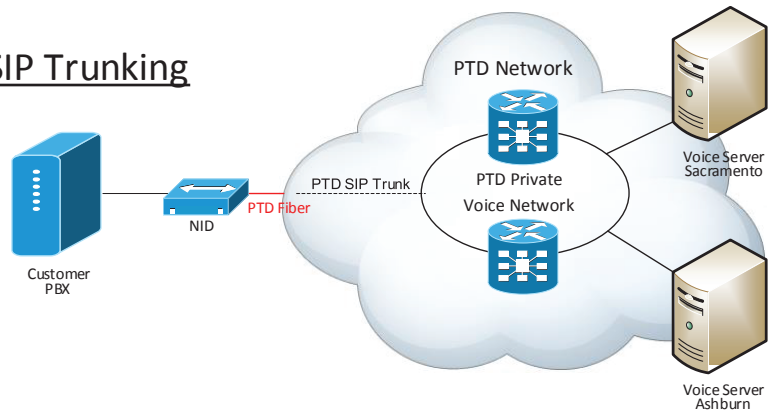 SIP Trunking
PTD Network
Voice Server
Sacramento
PTD SIP Trunk
PTD Private
Voice Network
PTD Fiber
NID
Customer
PBX
Voice Server
Ashburn